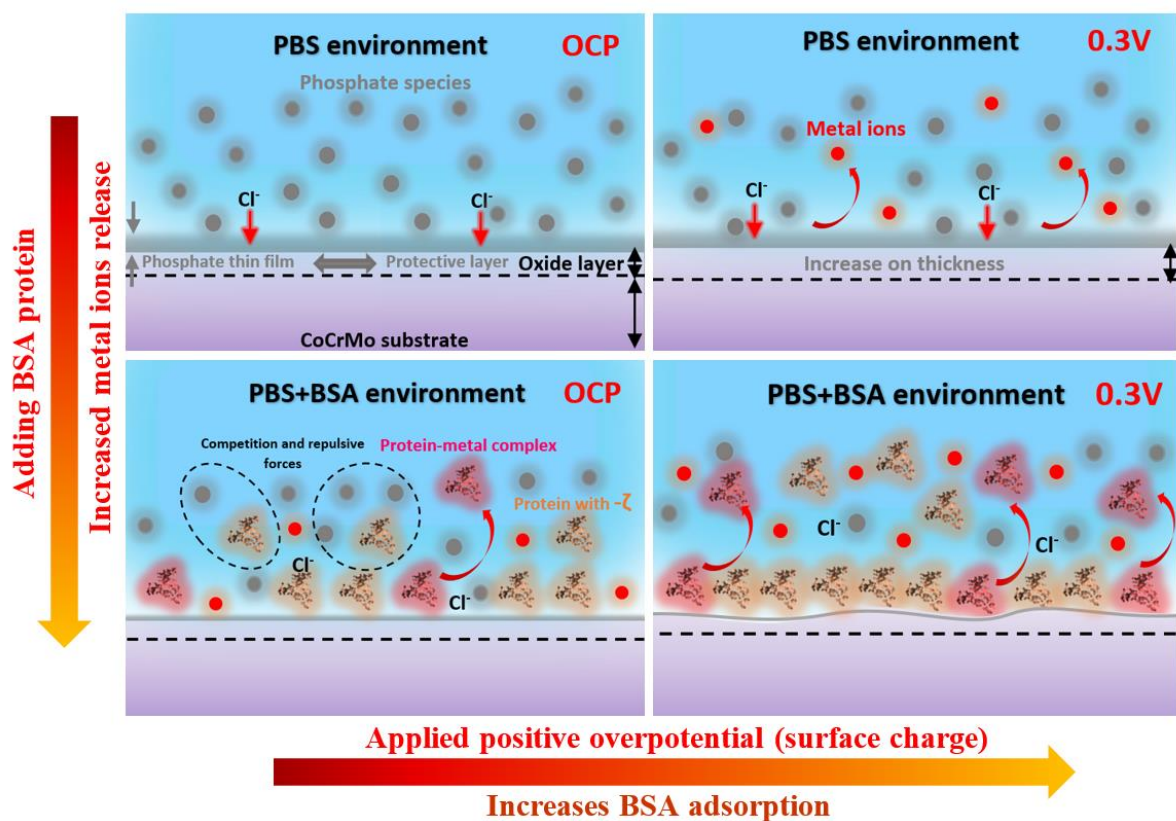 PBS environment
OCP
Phosphate species
Cl⁻
Cl⁻
Phosphate thin film
Protective layer
Oxide layer
CoCrMo substrate
PBS environment
0.3V
Metal ions
Cl⁻
Cl⁻
Increase on thickness
PBS+BSA environment
OCP
Competition and repulsive
forces
Protein-metal complex
Protein with -ζ
Cl⁻
Cl⁻
PBS+BSA environment
0.3V
Cl⁻
Cl⁻
Adding BSA protein
Increased metal ions release
Applied positive overpotential (surface charge)
Increases BSA adsorption